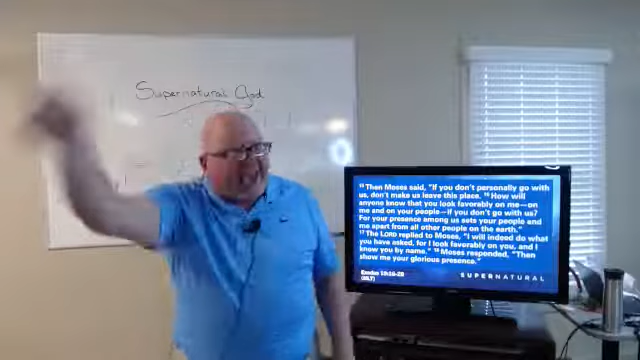 Supernatural God
15 Then Moses said, “If you don’t personally go with
us, don’t make us leave this place. 16 How will
anyone know that you look favorably on me—on
me and on your people—if you don’t go with us?
For your presence among us sets your people and
me apart from all other people on the earth.”
17 The LORD replied to Moses, “I will indeed do what
you have asked, for I look favorably on you, and I
know you by name.” 18 Moses responded, “Then
show me your glorious presence.”
(NLT)
SUPERNATURAL